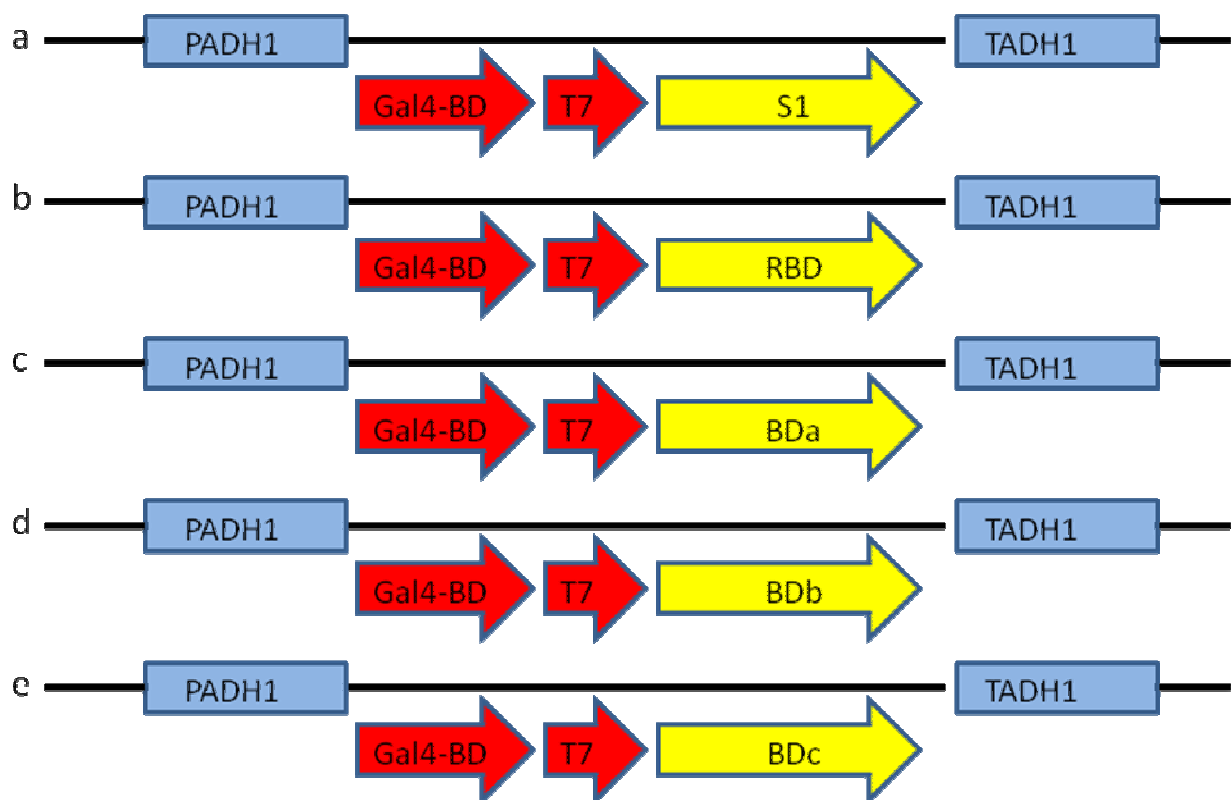 a PADH1 TADH1
Gal4-BD T7 S1
b PADH1 TADH1
Gal4-BD T7 RBD
c PADH1 TADH1
Gal4-BD T7 BDa
d PADH1 TADH1
Gal4-BD T7 BDb
e PADH1 TADH1
Gal4-BD T7 BDc